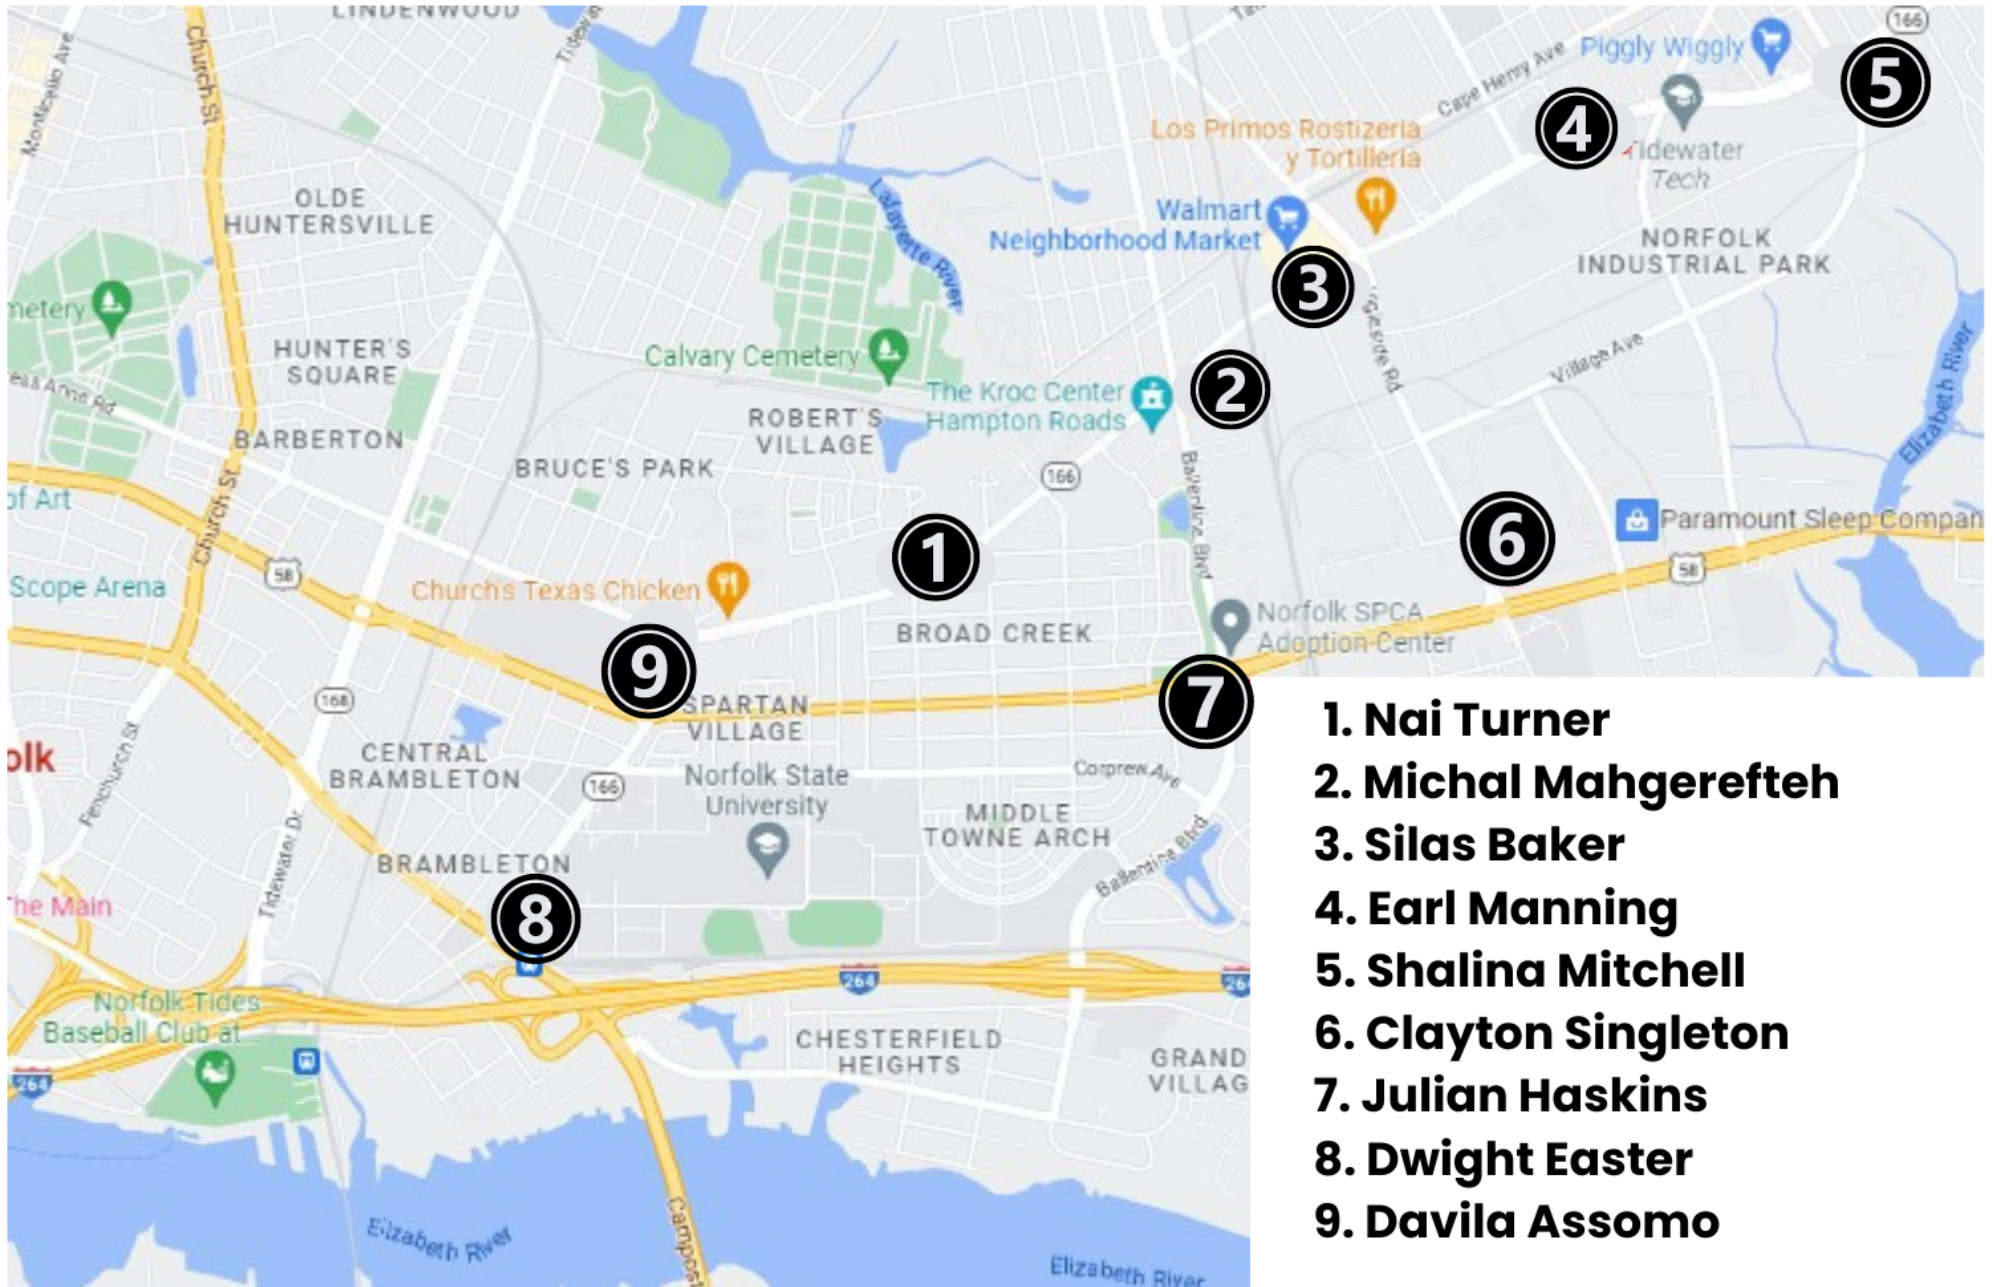 LINDENWOOD
Church St
Monticello Ave
166
Piggly Wiggly
5
Cape Henry Ave
4
Los Primos Rostizeria
y Tortilleria
Tidewater
Tech
OLDE
HUNTERSVILLE
Lafayette River
Walmart
Neighborhood Market
NORFOLK
INDUSTRIAL PARK
3
metery
HUNTER'S
SQUARE
Calvary Cemetery
Village Ave
Elizabeth River
ess Anne Rd
The Kroc Center
Hampton Roads
2
ROBERT'S
VILLAGE
BARBERTON
BRUCE'S PARK
166
Ballentine Blvd
of Art
Church St
Elizabeth River
Paramount Sleep Compan
6
1
58
58
Scope Arena
Church's Texas Chicken
Norfolk SPCA
Adoption Center
BROAD CREEK
9
7
168
SPARTAN
VILLAGE
Fenchurch St
olk
CENTRAL
BRAMBLETON
166
Norfolk State
University
Corprew Ave
MIDDLE
TOWNE ARCH
Tidewater Dr
BRAMBLETON
Ballentine Blvd
The Main
8
264
264
Norfolk Tides
Baseball Club at...
CHESTERFIELD
HEIGHTS
GRAND
VILLAG
264
Elizabeth River
Campost
Elizabeth River
1. Nai Turner
2. Michal Mahgerefteh
3. Silas Baker
4. Earl Manning
5. Shalina Mitchell
6. Clayton Singleton
7. Julian Haskins
8. Dwight Easter
9. Davila Assomo